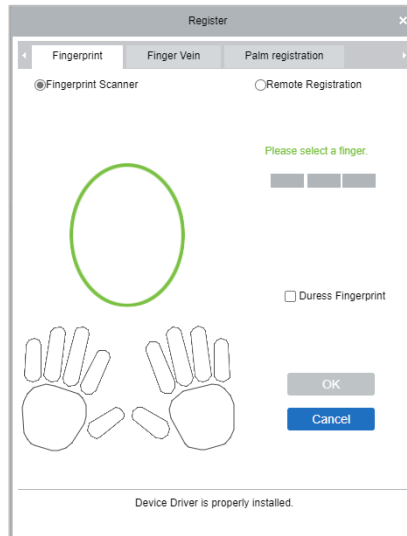 Register
Fingerprint Finger Vein Palm registration
Fingerprint Scanner Remote Registration
Please select a finger.
Duress Fingerprint
OK
Cancel
Device Driver is properly installed.